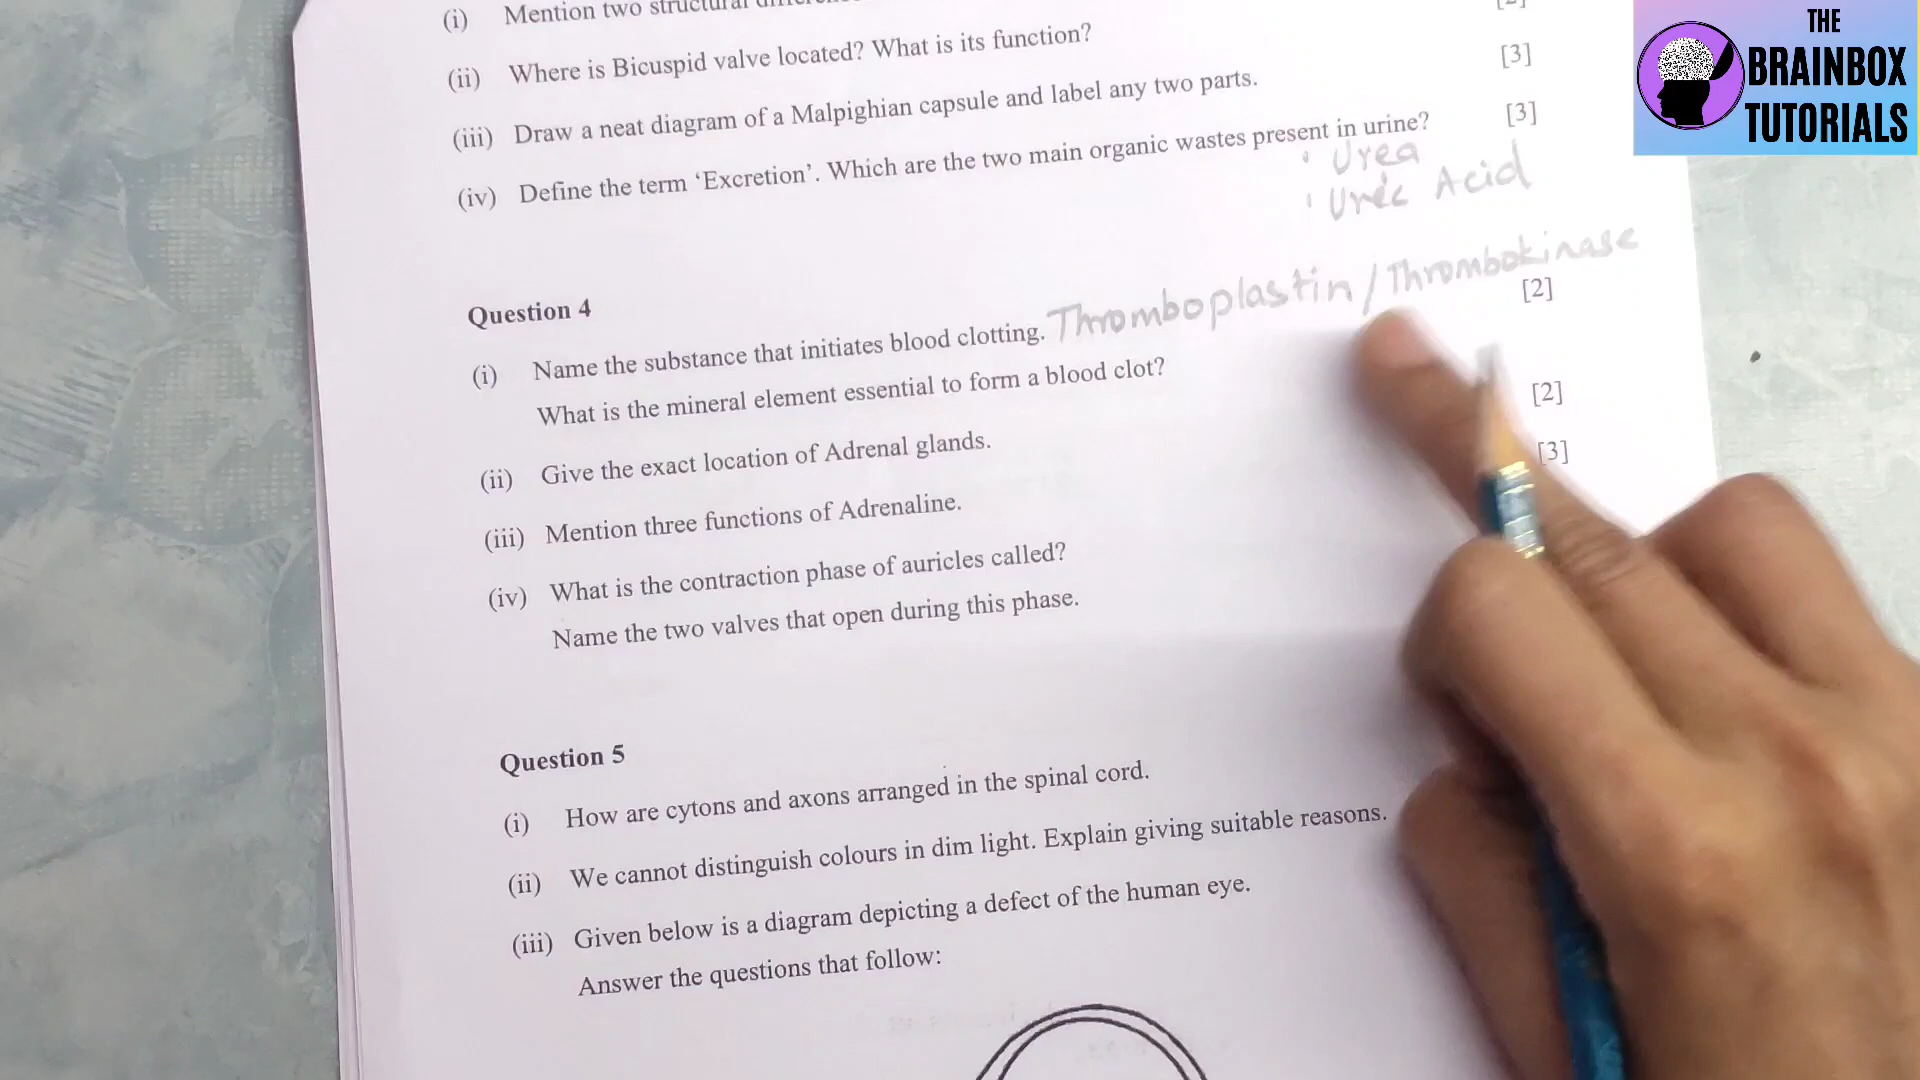 (i) Mention two structural
[2]
(ii) Where is Bicuspid valve located? What is its function?
[3]
(iii) Draw a neat diagram of a Malpighian capsule and label any two parts.
[3]
(iv) Define the term ‘Excretion’. Which are the two main organic wastes present in urine?
• Urea
• Uric Acid
Question 4
(i) Name the substance that initiates blood clotting. Thromboplastin / Thrombokinase
[2]
What is the mineral element essential to form a blood clot?
(ii) Give the exact location of Adrenal glands.
[2]
(iii) Mention three functions of Adrenaline.
[3]
(iv) What is the contraction phase of auricles called?
Name the two valves that open during this phase.
Question 5
(i) How are cytons and axons arranged in the spinal cord.
(ii) We cannot distinguish colours in dim light. Explain giving suitable reasons.
(iii) Given below is a diagram depicting a defect of the human eye.
Answer the questions that follow:
THE
BRAINBOX
TUTORIALS